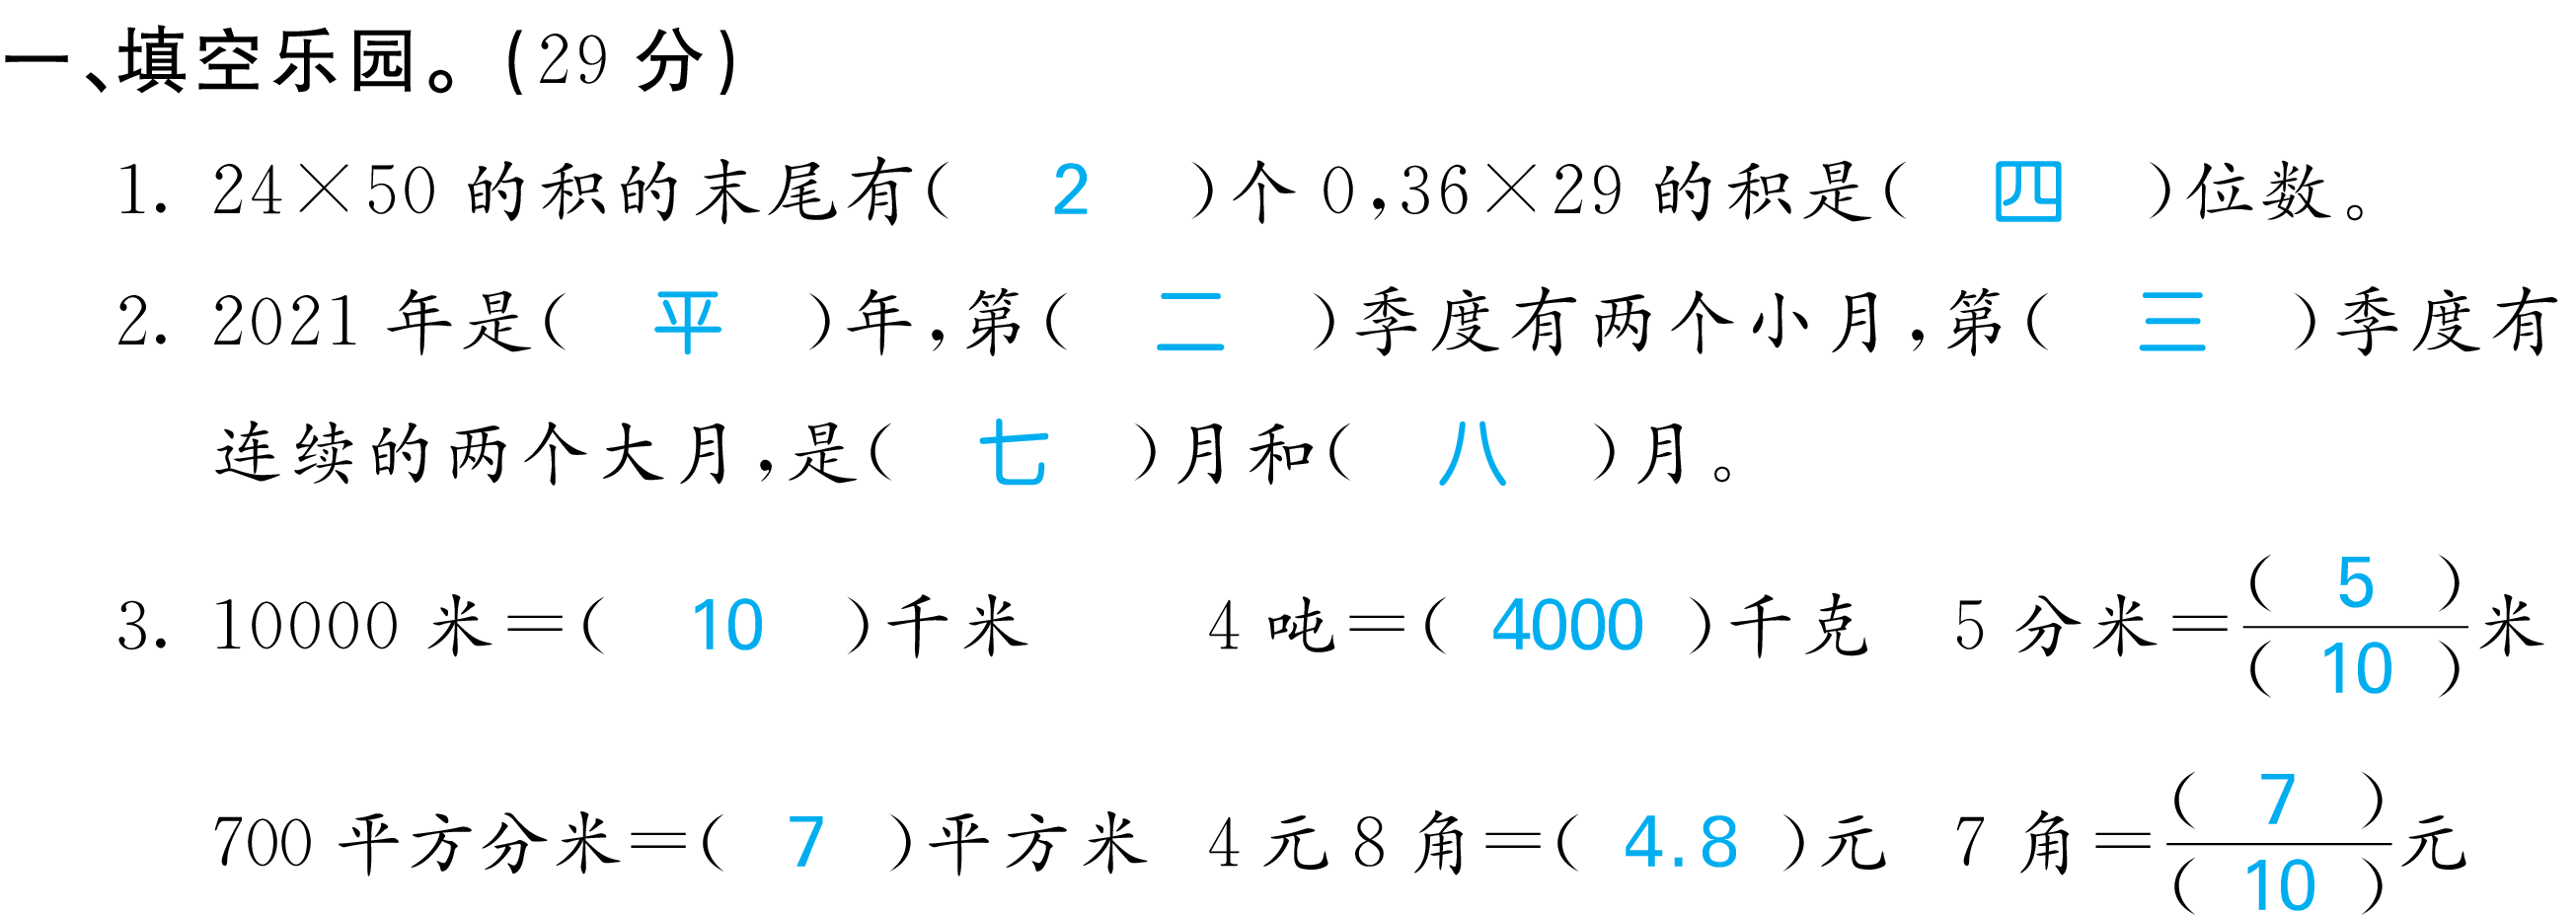 一、填空乐园。(29 分)
1. 24×50 的积的末尾有( 2 )个 0,36×29 的积是( 四 )位数。
2. 2021 年是( 平 )年,第( 二 )季度有两个小月,第( 三 )季度有
连续的两个大月,是( 七 )月和( 八 )月。
3. 10000 米=( 10 )千米 4 吨=( 4000 )千克 5 分米=( 5 )/( 10 )米
700 平方分米=( 7 )平方米 4 元 8 角=( 4.8 )元 7 角=( 7 )/( 10 )元